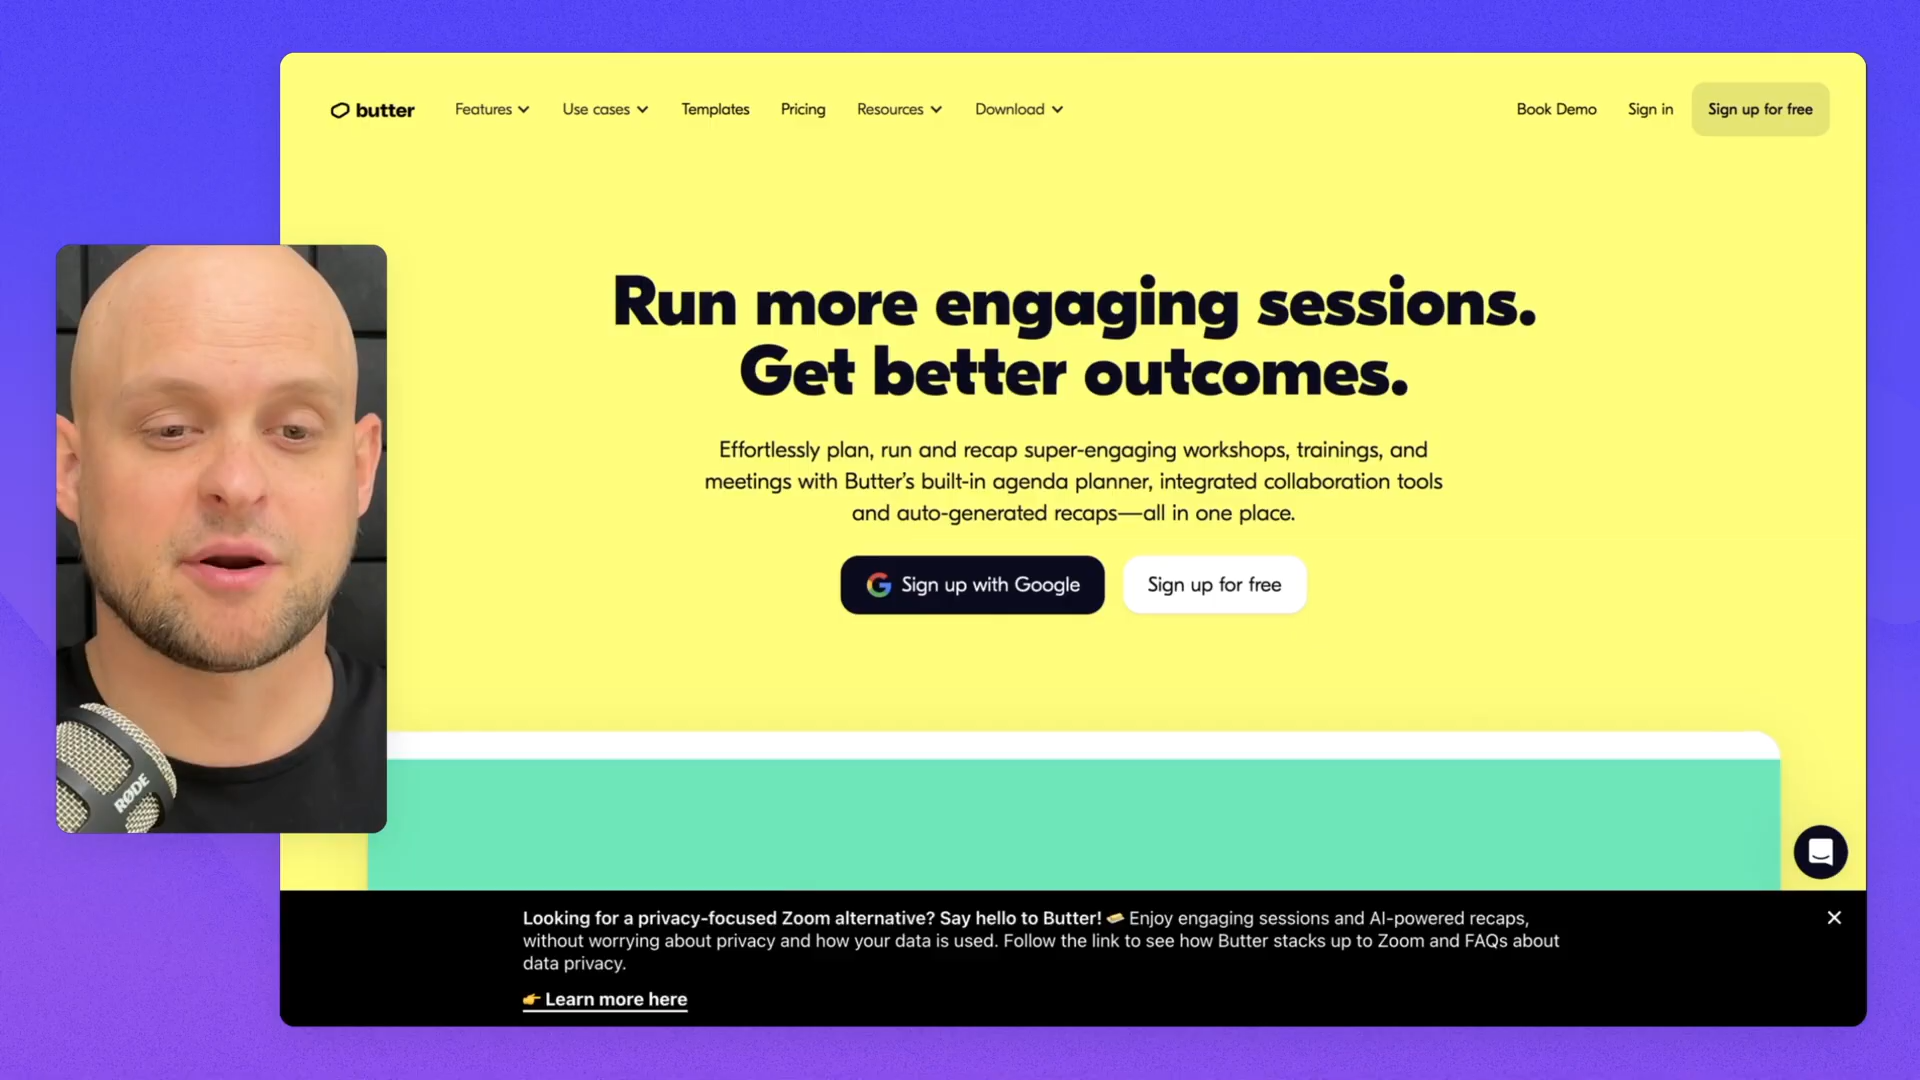 butter
Features
Use cases
Templates
Pricing
Resources
Download
Book Demo
Sign in
Sign up for free
Run more engaging sessions.
Get better outcomes.
Effortlessly plan, run and recap super-engaging workshops, trainings, and
meetings with Butter’s built-in agenda planner, integrated collaboration tools
and auto-generated recaps—all in one place.
Sign up with Google
Sign up for free
RØDE
Looking for a privacy-focused Zoom alternative? Say hello to Butter! 🧈 Enjoy engaging sessions and AI-powered recaps,
without worrying about privacy and how your data is used. Follow the link to see how Butter stacks up to Zoom and FAQs about
data privacy.
👉 Learn more here